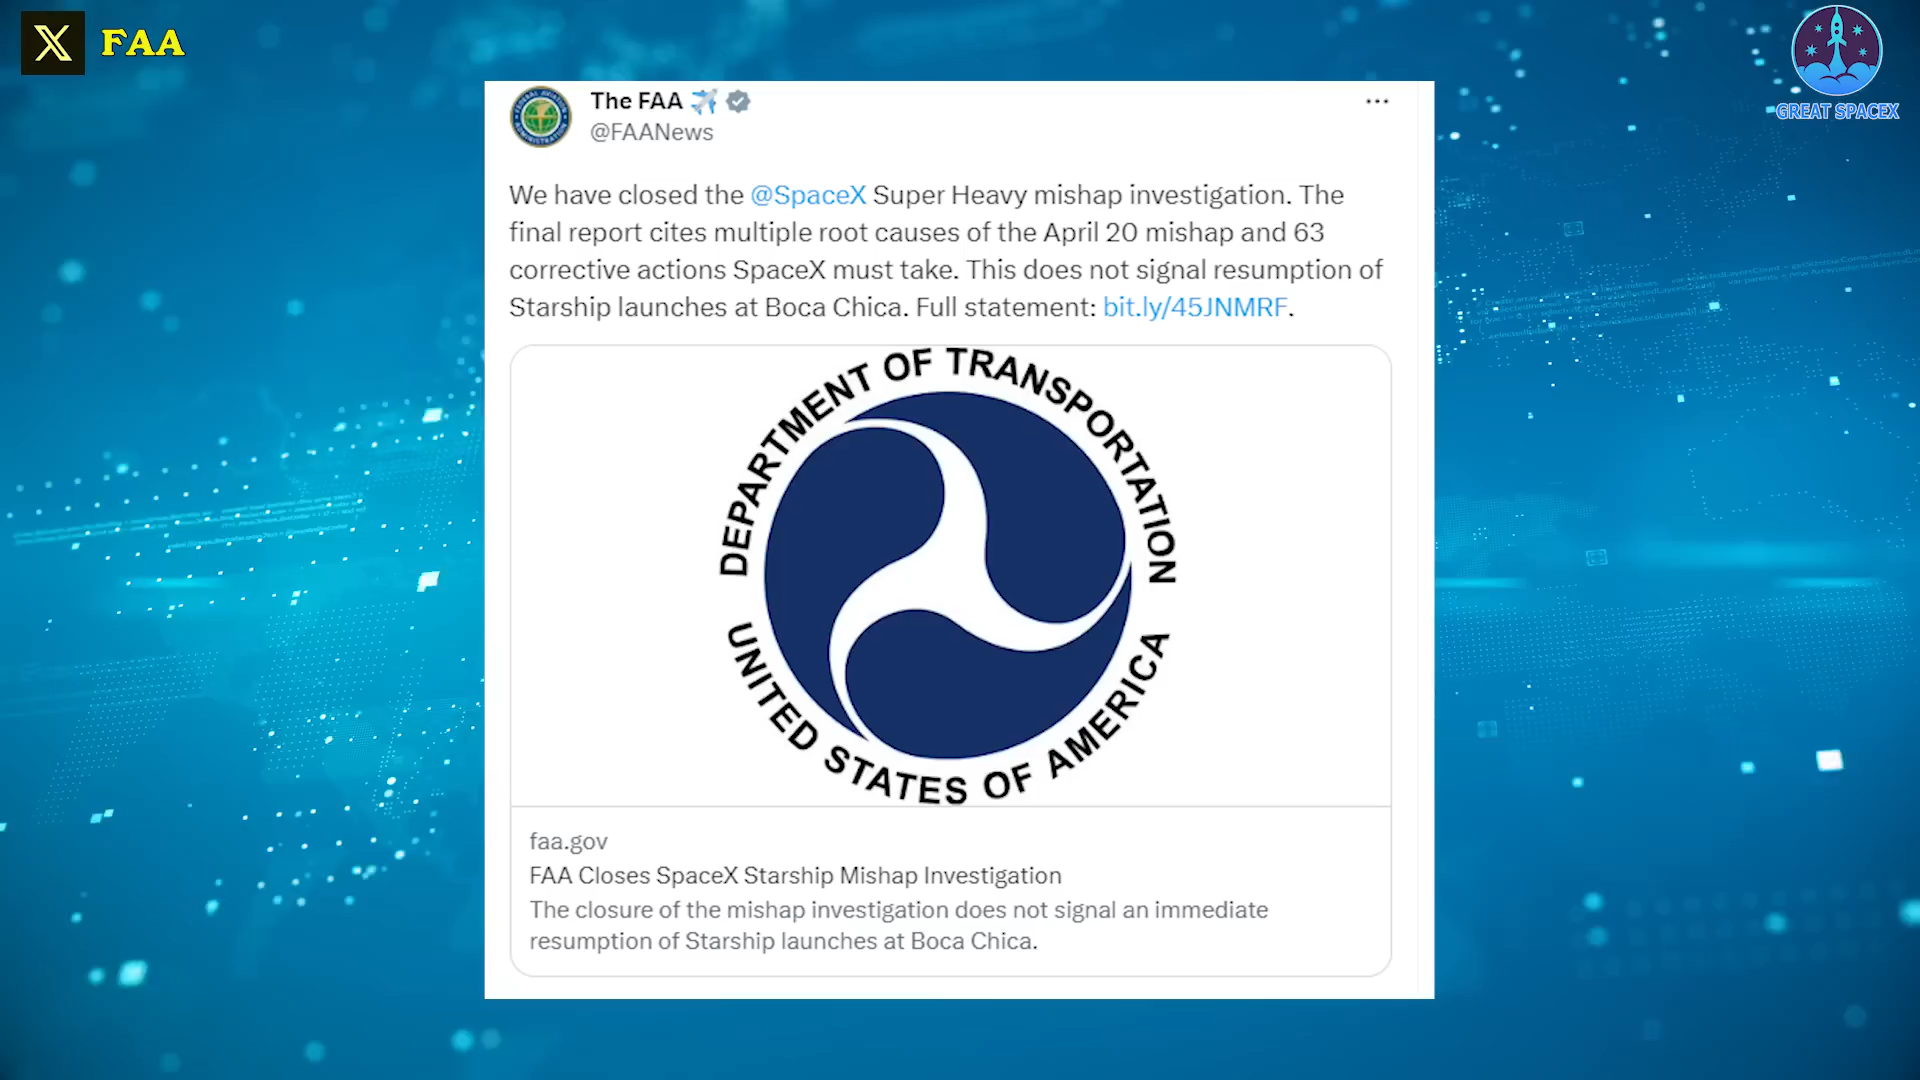 FAA
GREAT SPACEX
The FAA
@FAANews
We have closed the @SpaceX Super Heavy mishap investigation. The
final report cites multiple root causes of the April 20 mishap and 63
corrective actions SpaceX must take. This does not signal resumption of
Starship launches at Boca Chica. Full statement: bit.ly/45JNMRF.
DEPARTMENT OF TRANSPORTATION
UNITED STATES OF AMERICA
faa.gov
FAA Closes SpaceX Starship Mishap Investigation
The closure of the mishap investigation does not signal an immediate
resumption of Starship launches at Boca Chica.